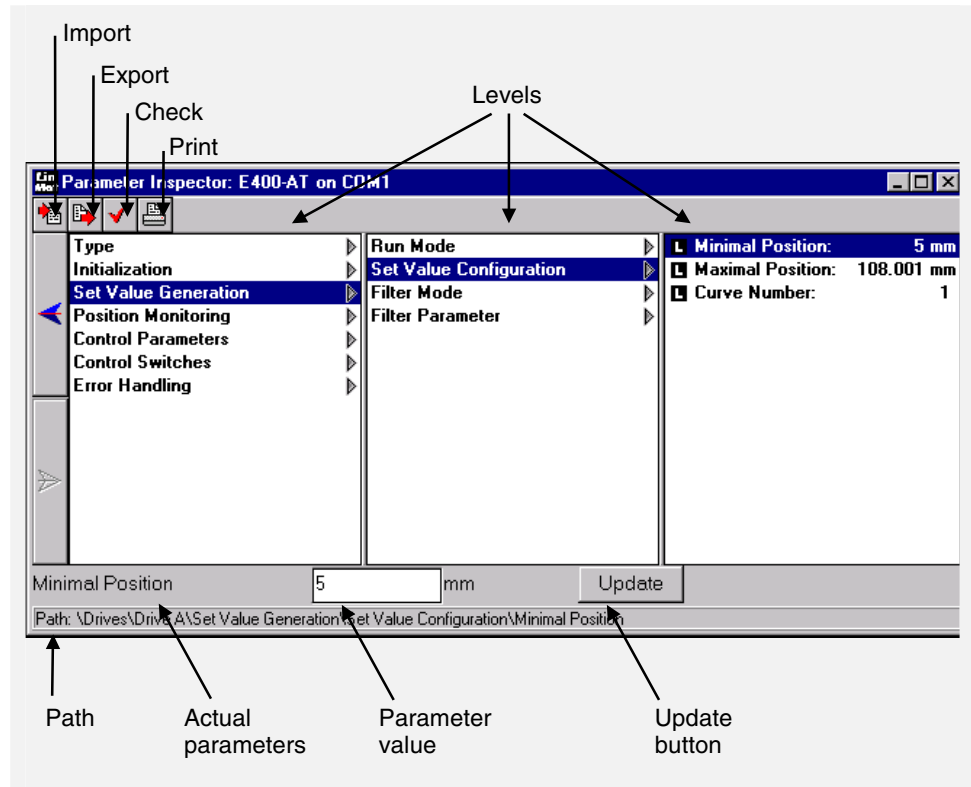 Import
Export
Check
Print
Levels
Lin Mot Parameter Inspector: E400-AT on COM1
Type
Initialization
Set Value Generation
Position Monitoring
Control Parameters
Control Switches
Error Handling
Run Mode
Set Value Configuration
Filter Mode
Filter Parameter
L Minimal Position: 5 mm
L Maximal Position: 108.001 mm
L Curve Number: 1
Minimal Position 5 mm Update
Path: \Drives\Drive A\Set Value Generation\Set Value Configuration\Minimal Position
Path
Actual
parameters
Parameter
value
Update
button